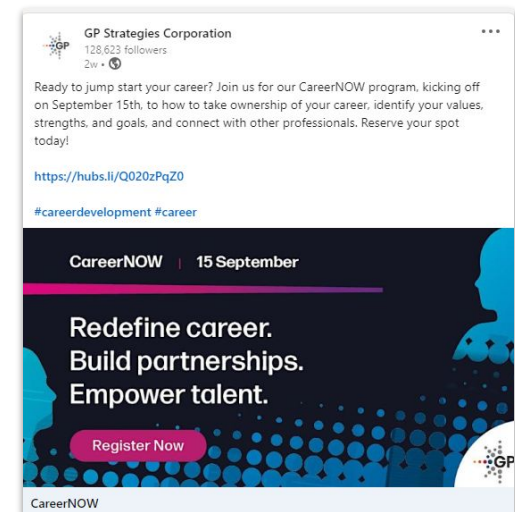 GP Strategies Corporation
...
GP
128,623 followers
2w •
Ready to jump start your career? Join us for our CareerNOW program, kicking off
on September 15th, to how to take ownership of your career, identify your values,
strengths, and goals, and connect with other professionals. Reserve your spot
today!
https://hubs.li/Q020zPqZ0
#careerdevelopment #career
CareerNOW | 15 September
Redefine career.
Build partnerships.
Empower talent.
Register Now
GP
CareerNOW